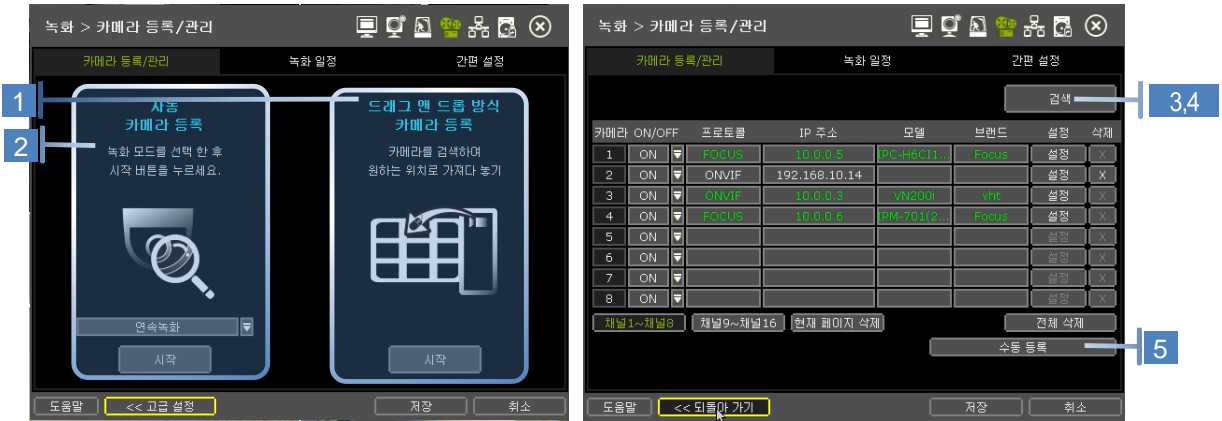 녹화 > 카메라 등록/관리
카메라 등록/관리 녹화 일정 간편 설정
1
2
자동
카메라 등록
녹화 모드를 선택 한 후
시작 버튼을 누르세요.
연속녹화
시작
드래그 앤 드롭 방식
카메라 등록
카메라를 검색하여
원하는 위치로 가져다 놓기
시작
도움말 << 고급 설정 저장 취소
녹화 > 카메라 등록/관리
카메라 등록/관리 녹화 일정 간편 설정
검색 3,4
카메라 ON/OFF 프로토콜 IP 주소 모델 브랜드 설정 삭제
1 ON FOCUS 10.0.0.5 (PC-H6CI1... Focus 설정 X
2 ON ONVIF 192.168.10.14 설정 X
3 ON ONVIF 10.0.0.3 VN200i vht 설정 X
4 ON FOCUS 10.0.0.6 (PM-701(2... Focus 설정 X
5 ON 설정 X
6 ON 설정 X
7 ON 설정 X
8 ON 설정 X
채널1~채널8 채널9~채널16 현재 페이지 삭제 전체 삭제
수동 등록 5
도움말 << 되돌아 가기 저장 취소